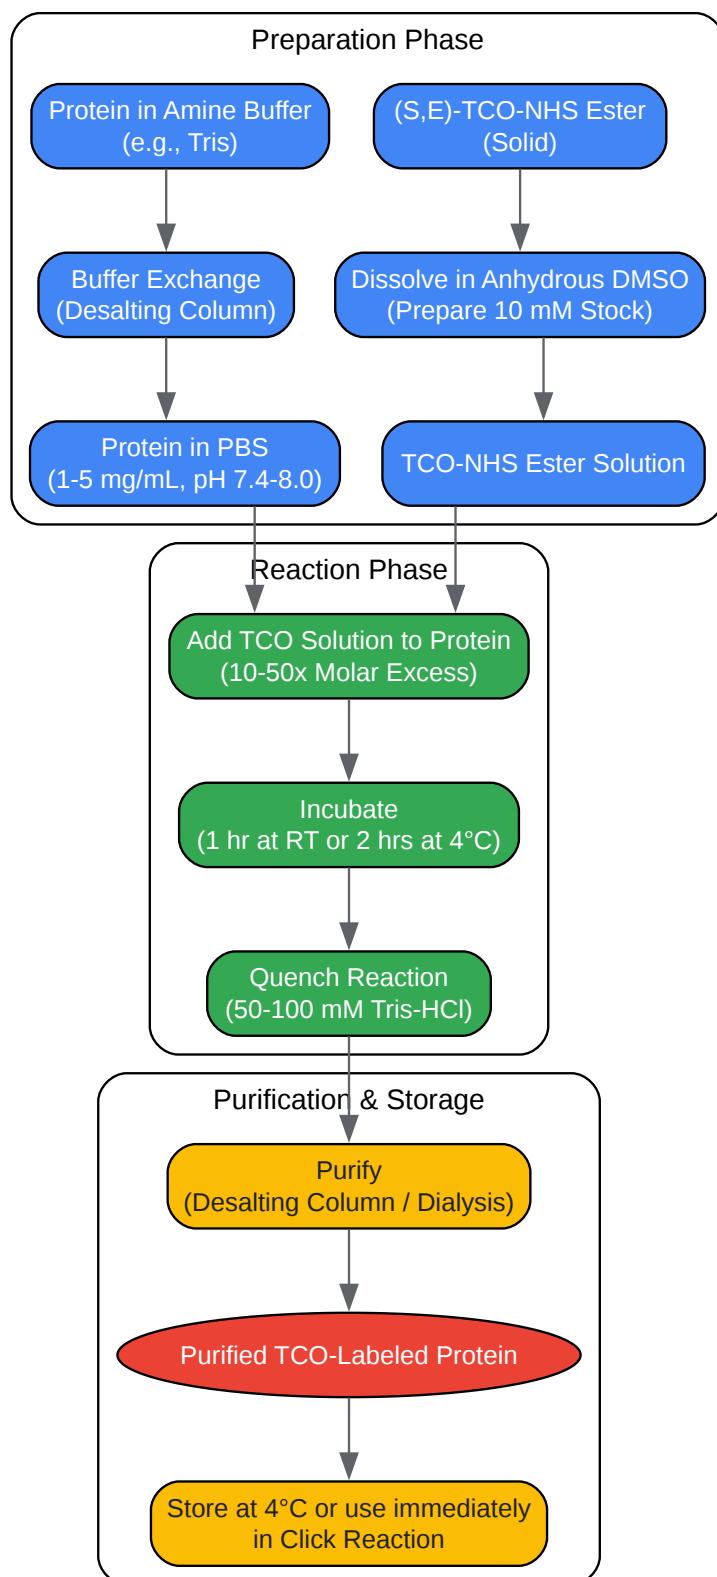 Preparation Phase
Protein in Amine Buffer
(e.g., Tris)
(S,E)-TCO-NHS Ester
(Solid)
Buffer Exchange
(Desalting Column)
Dissolve in Anhydrous DMSO
(Prepare 10 mM Stock)
Protein in PBS
(1-5 mg/mL, pH 7.4-8.0)
TCO-NHS Ester Solution
Reaction Phase
Add TCO Solution to Protein
(10-50x Molar Excess)
Incubate
(1 hr at RT or 2 hrs at 4°C)
Quench Reaction
(50-100 mM Tris-HCl)
Purification & Storage
Purify
(Desalting Column / Dialysis)
Purified TCO-Labeled Protein
Store at 4°C or use immediately
in Click Reaction